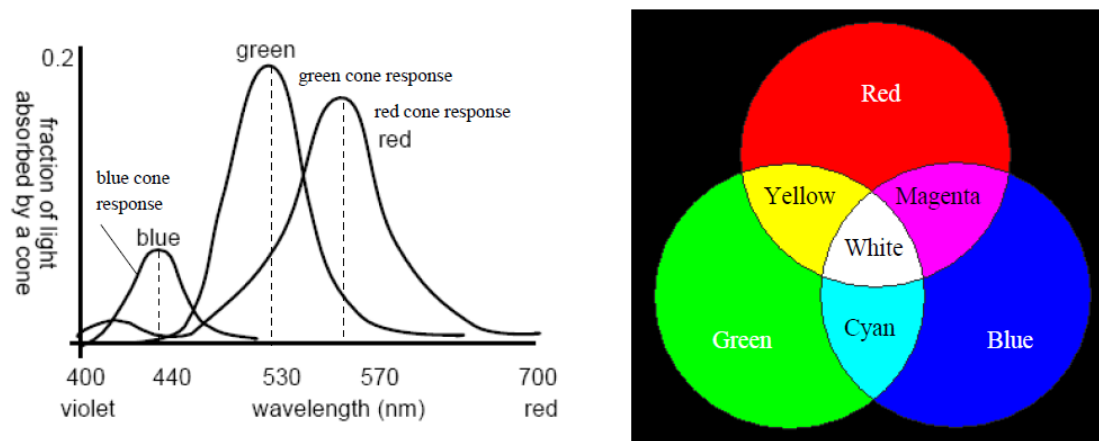 0.2
fraction of light
absorbed by a cone
green
green cone response
red cone response
red
blue cone
response
blue
400
440
530
570
700
violet
wavelength (nm)
red
Red
Yellow
Magenta
White
Green
Cyan
Blue